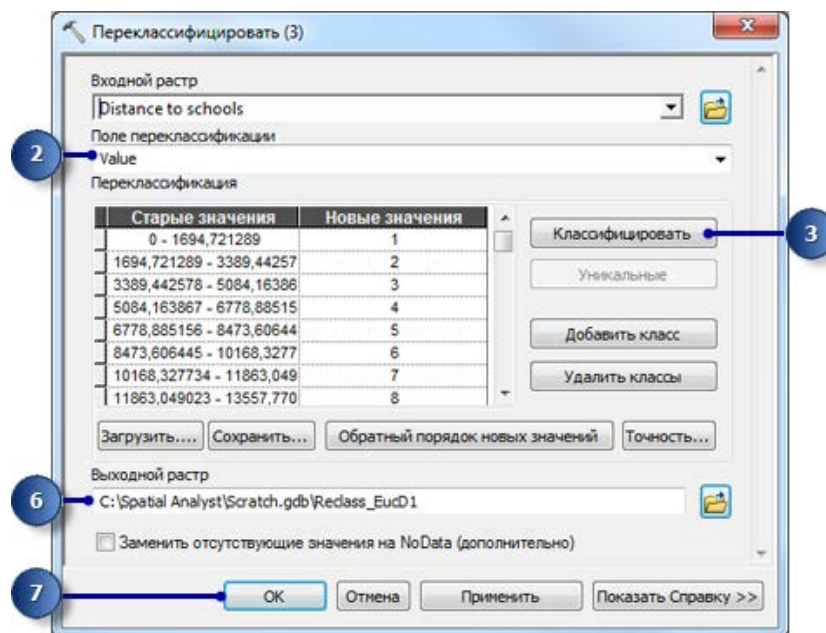 Переклассифицировать (3)
Входной растр
Distance to schools
Поле переклассификации
2
Value
Переклассификация
Старые значения Новые значения
0 - 1694,721289 1
Классифицировать
3
1694,721289 - 3389,44257 2
Уникальные
3389,442578 - 5084,16386 3
5084,163867 - 6778,88515 4
6778,885156 - 8473,60644 5
Добавить класс
8473,606445 - 10168,3277 6
10168,327734 - 11863,049 7
Удалить классы
11863,049023 - 13557,770 8
Загрузить.... Сохранить... Обратный порядок новых значений Точность...
Выходной растр
6
C:\Spatial Analyst\Scratch.gdb\Reclass_EucD1
Заменить отсутствующие значения на NoData (дополнительно)
7
OK Отмена Применить Показать Справку >>